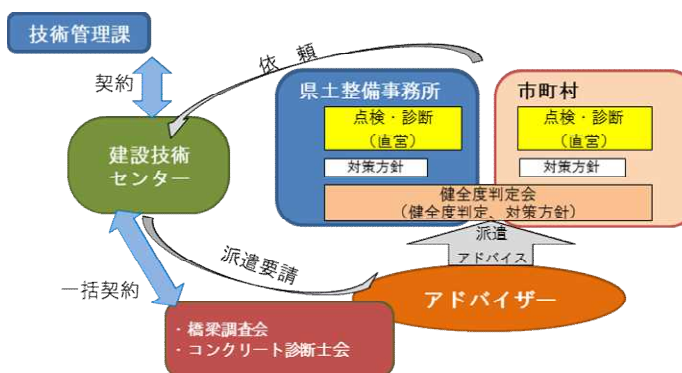 技術管理課
契約
依頼
県土整備事務所
点検・診断
（直営）
対策方針
市町村
点検・診断
（直営）
対策方針
健全度判定会
（健全度判定、対策方針）
建設技術
センター
派遣
アドバイス
派遣要請
一括契約
アドバイザー
・橋梁調査会
・コンクリート診断士会